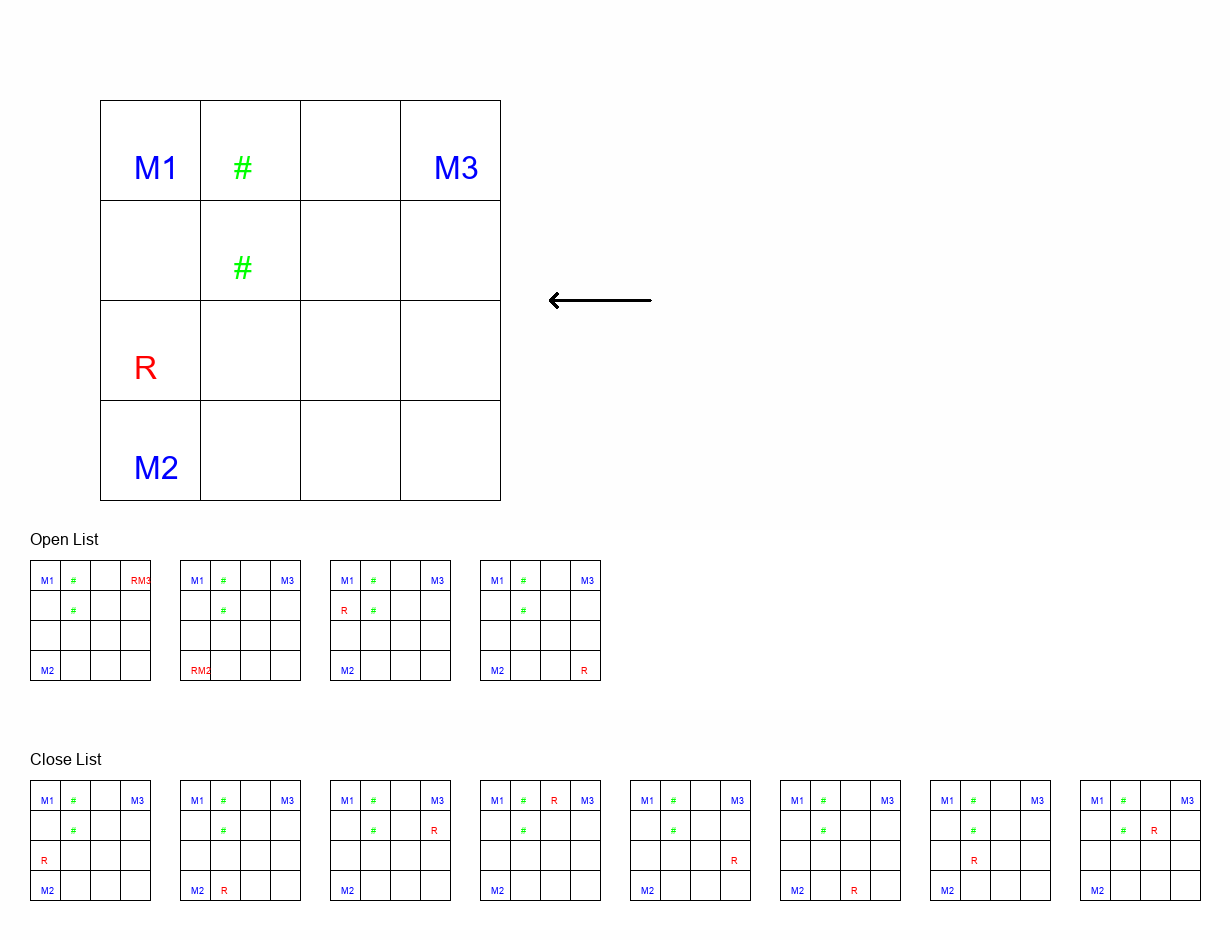 M1 # M3
#
R
M2
Open List
M1 # RM3 M1 # M3 M1 # M3 M1 # M3
# # R # #
M2 RM2 M2 M2 R
Close List
M1 # M3 M1 # M3 M1 # M3 M1 # R M3 M1 # M3 M1 # M3 M1 # M3 M1 # M3
# # # R # # # # # R
R R R
M2 M2 R M2 M2 M2 M2 R M2 M2